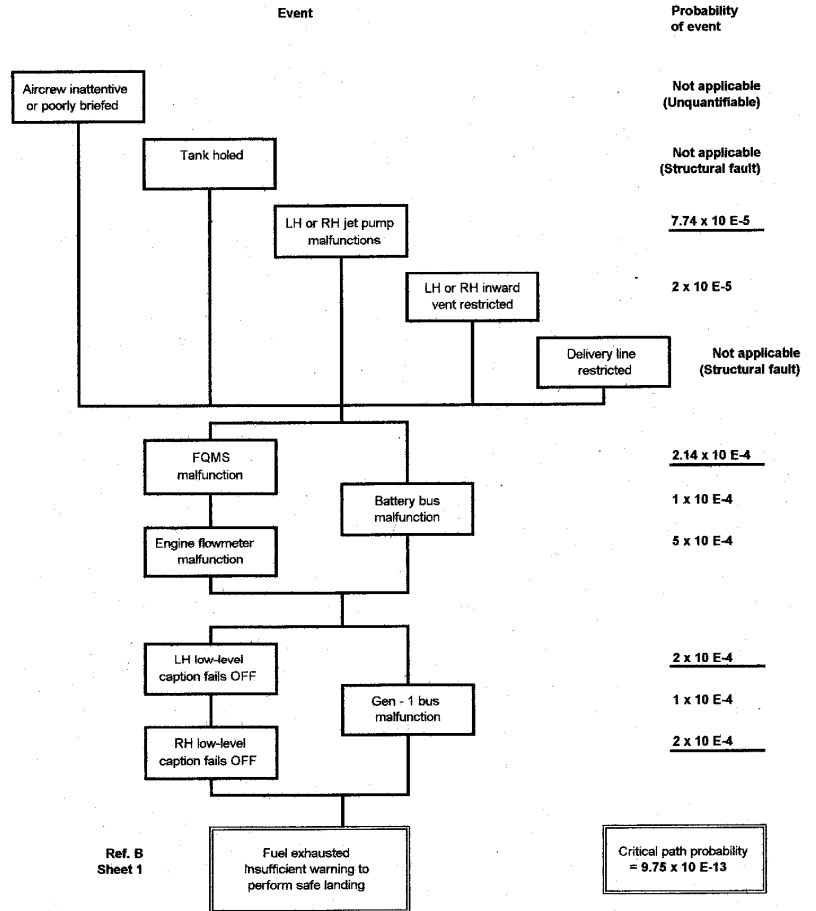 Event
Probability
of event
Aircrew inattentive
or poorly briefed
Not applicable
(Unquantifiable)
Tank holed
Not applicable
(Structural fault)
LH or RH jet pump
malfunctions
7.74 x 10 E-5
LH or RH inward
vent restricted
2 x 10 E-5
Delivery line
restricted
Not applicable
(Structural fault)
FQMS
malfunction
2.14 x 10 E-4
Battery bus
malfunction
1 x 10 E-4
Engine flowmeter
malfunction
5 x 10 E-4
LH low-level
caption fails OFF
2 x 10 E-4
Gen - 1 bus
malfunction
1 x 10 E-4
RH low-level
caption fails OFF
2 x 10 E-4
Ref. B
Sheet 1
Fuel exhausted
Insufficient warning to
perform safe landing
Critical path probability
= 9.75 x 10 E-13